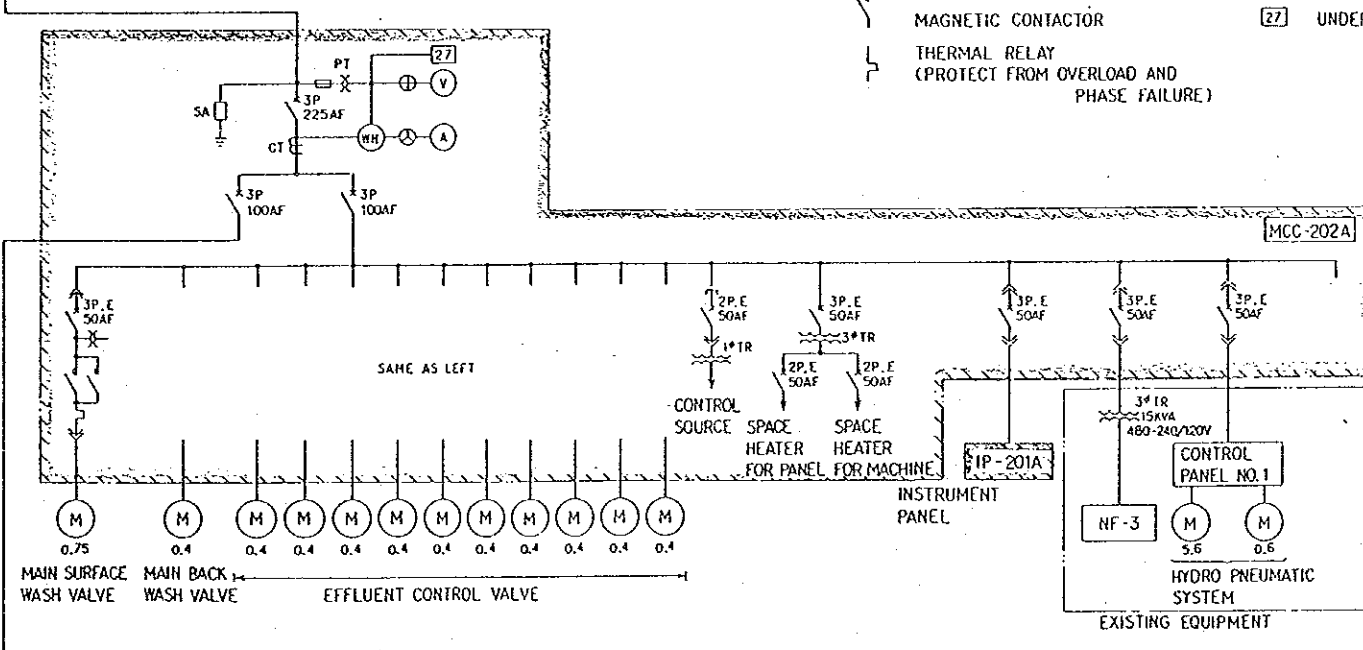 MAGNETIC CONTACTOR
27 UNDER
THERMAL RELAY
(PROTECT FROM OVERLOAD AND
PHASE FAILURE)
27
PT
V
SA
3P
225AF
CT
WH
A
3P
100AF
3P
100AF
MCC-202A
3P.E
50AF
SAME AS LEFT
2P.E
50AF
1φTR
CONTROL
SOURCE
3P.E
50AF
3φTR
2P.E
50AF
2P.E
50AF
SPACE
HEATER
FOR PANEL
SPACE
HEATER
FOR MACHINE
3P.E
50AF
IP-201A
INSTRUMENT
PANEL
3P.E
50AF
3φTR
15KVA
480-240/120V
NF-3
3P.E
50AF
CONTROL
PANEL NO.1
M
5.6
M
0.6
HYDRO PNEUMATIC
SYSTEM
EXISTING EQUIPMENT
M M M M M M M M M M M M
0.75 0.4 0.4 0.4 0.4 0.4 0.4 0.4 0.4 0.4 0.4 0.4
MAIN SURFACE
WASH VALVE
MAIN BACK
WASH VALVE
EFFLUENT CONTROL VALVE